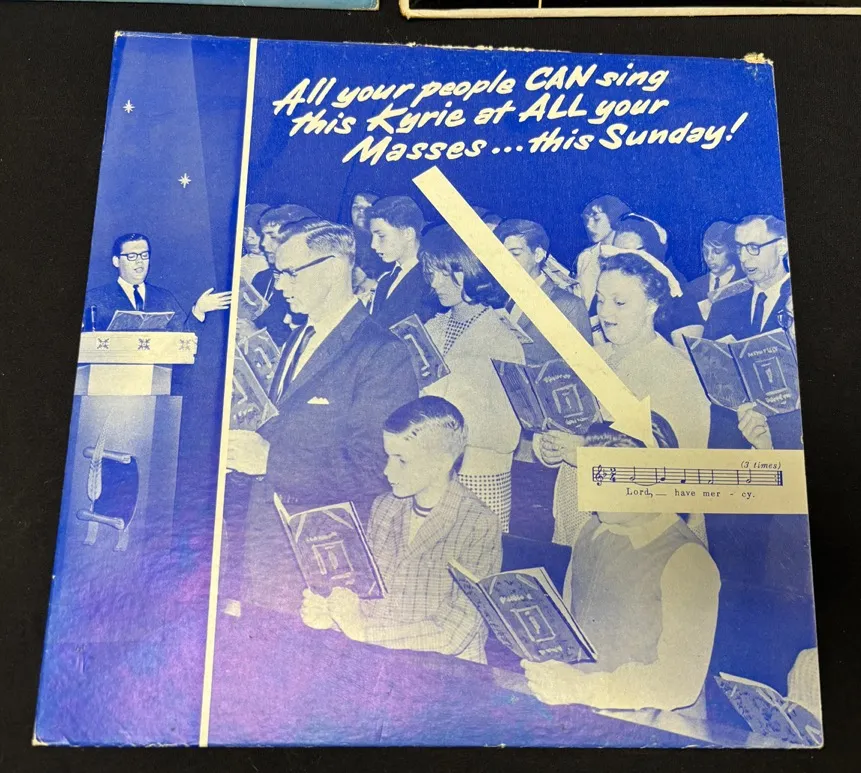 All your people CAN sing
this Kyrie at ALL your
Masses...this Sunday!
(3 times)
Lord, have mer - cy.